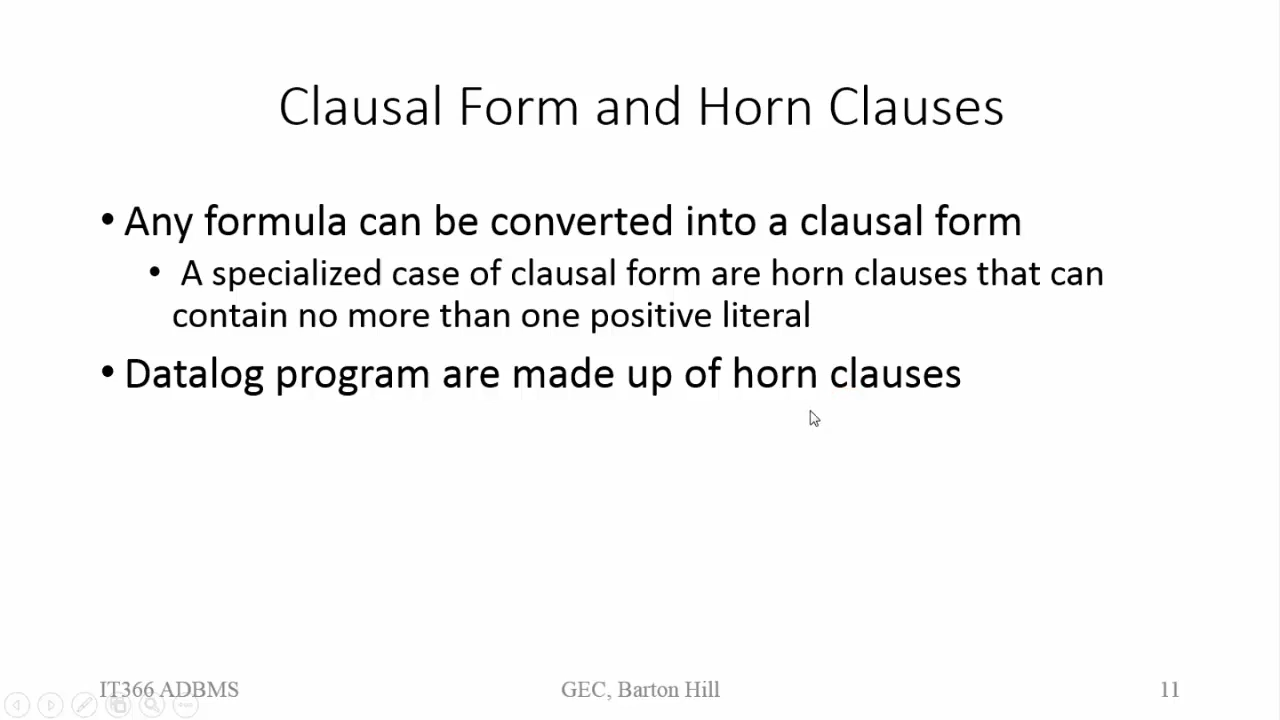 Clausal Form and Horn Clauses
• Any formula can be converted into a clausal form
• A specialized case of clausal form are horn clauses that can
contain no more than one positive literal
• Datalog program are made up of horn clauses
IT366 ADBMS
GEC, Barton Hill
11